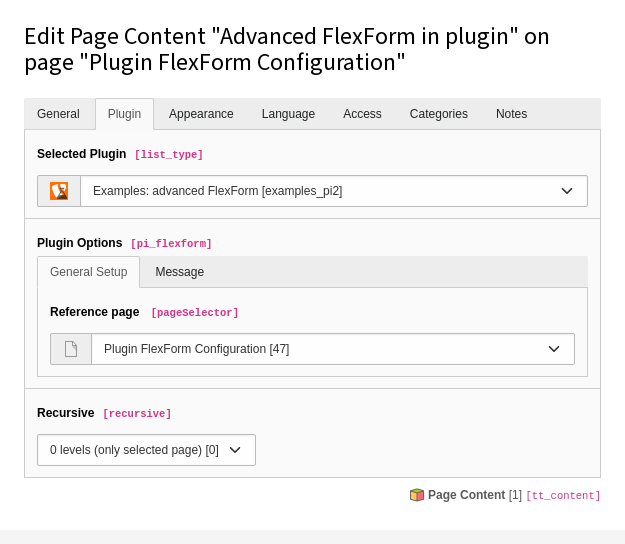 Edit Page Content "Advanced FlexForm in plugin" on
page "Plugin FlexForm Configuration"
General Plugin Appearance Language Access Categories Notes
Selected Plugin [list_type]
Examples: advanced FlexForm [examples_pi2]
Plugin Options [pi_flexform]
General Setup Message
Reference page [pageSelector]
Plugin FlexForm Configuration [47]
Recursive [recursive]
0 levels (only selected page) [0]
Page Content [1] [tt_content]